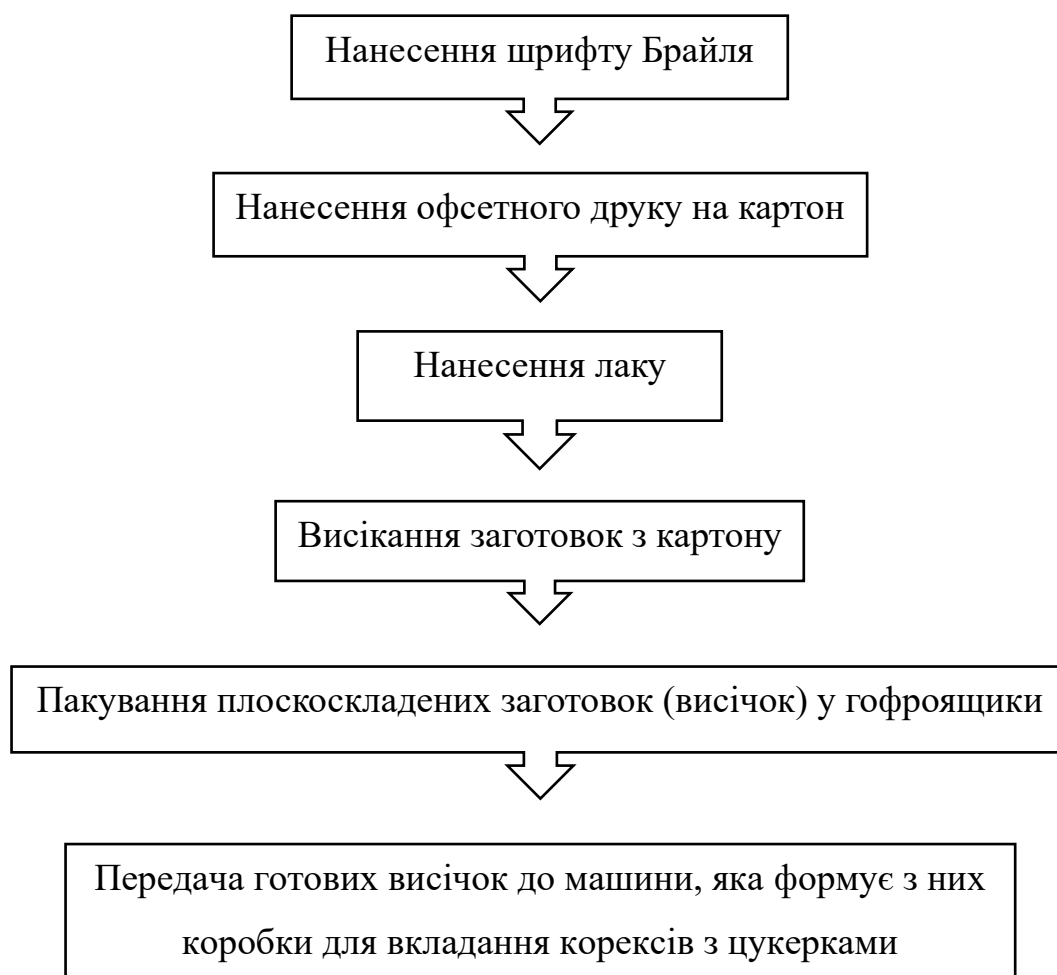 Нанесення шрифту Брайля
Нанесення офсетного друку на картон
Нанесення лаку
Висікання заготовок з картону
Пакування плоскоскладених заготовок (висічок) у гофроящики
Передача готових висічок до машини, яка формує з них
коробки для вкладання корексів з цукерками